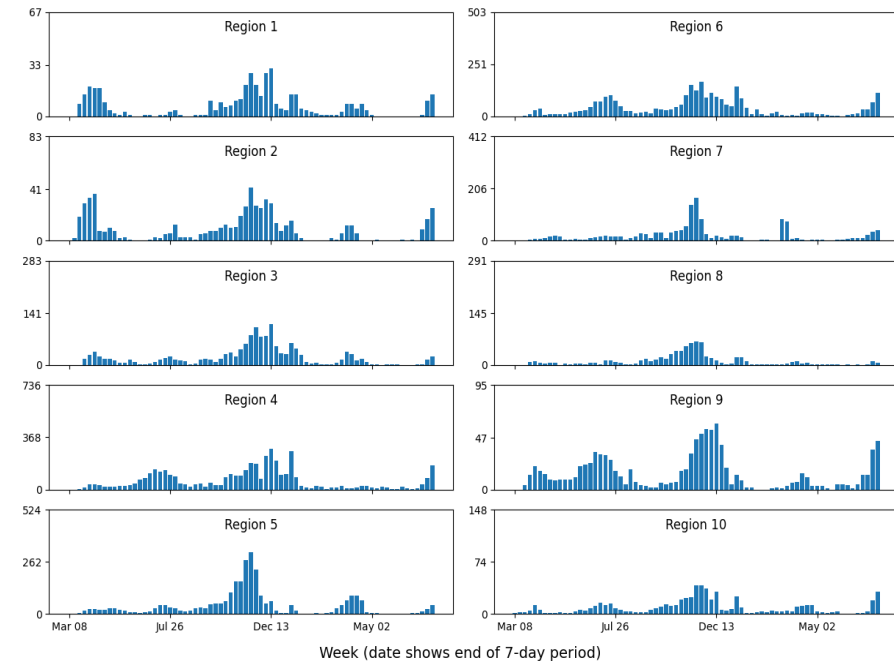 67
33
0
Region 1
503
251
0
Region 6
83
41
0
Region 2
412
206
0
Region 7
283
141
0
Region 3
291
145
0
Region 8
736
368
0
Region 4
95
47
0
Region 9
524
262
0
Region 5
148
74
0
Region 10
Mar 08 Jul 26 Dec 13 May 02
Mar 08 Jul 26 Dec 13 May 02
Week (date shows end of 7-day period)